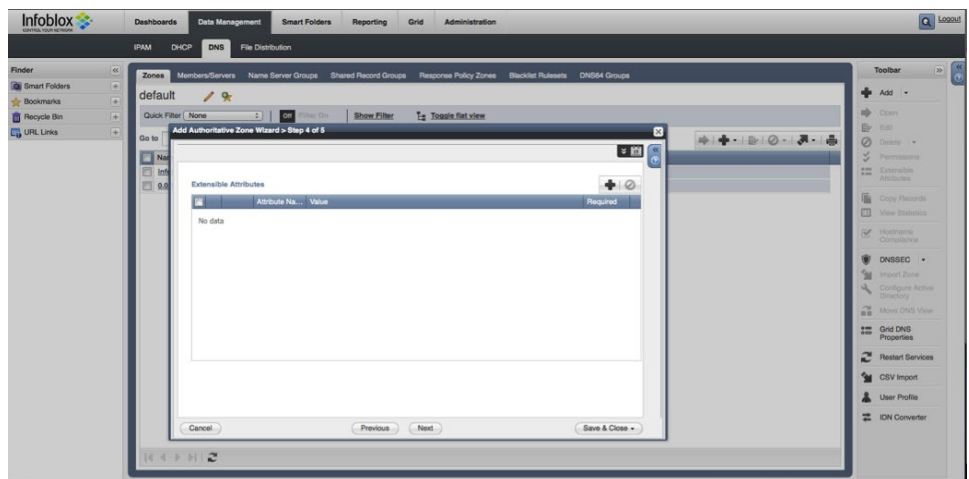 Infoblox
CONTROL YOUR NETWORK
Dashboards Data Management Smart Folders Reporting Grid Administration
Logout
IPAM DHCP DNS File Distribution
Finder
Smart Folders
Bookmarks
Recycle Bin
URL Links
Zones Members/Servers Name Server Groups Shared Record Groups Response Policy Zones Blacklist Rulesets DNS64 Groups
default
Quick Filter None Off Filter On Show Filter Toggle flat view
Go to
Add Authoritative Zone Wizard > Step 4 of 5
Extensible Attributes
Attribute Na... Value Required
No data
Cancel Previous Next Save & Close
Toolbar
Add
Open
Edit
Delete
Permissions
Extensible
Attributes
Copy Records
View Statistics
Hostname
Compliance
DNSSEC
Import Zone
Configure Active
Directory
Move DNS View
Grid DNS
Properties
Restart Services
CSV Import
User Profile
IDN Converter